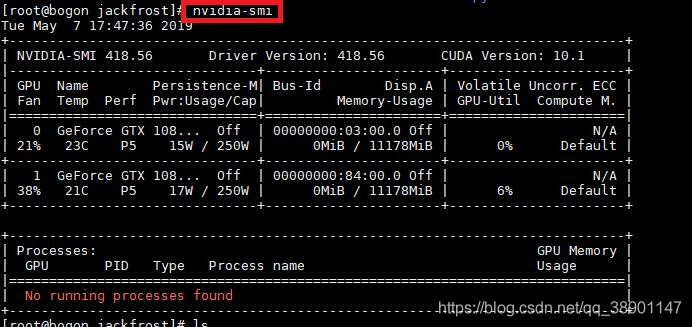 [root@bogon jackfrost]# nvidia-smi
Tue May  7 17:47:36 2019
+-----------------------------------------------------------------------------+
| NVIDIA-SMI 418.56       Driver Version: 418.56       CUDA Version: 10.1     |
|-------------------------------+----------------------+----------------------+
| GPU  Name        Persistence-M| Bus-Id        Disp.A | Volatile Uncorr. ECC |
| Fan  Temp  Perf  Pwr:Usage/Cap|         Memory-Usage | GPU-Util  Compute M. |
|===============================+======================+======================|
|   0  GeForce GTX 108...  Off  | 00000000:03:00.0 Off |                  N/A |
| 21%   23C    P5    15W / 250W |      0MiB / 11178MiB |      0%      Default |
+-------------------------------+----------------------+----------------------+
|   1  GeForce GTX 108...  Off  | 00000000:84:00.0 Off |                  N/A |
| 38%   21C    P5    17W / 250W |      0MiB / 11178MiB |      6%      Default |
+-------------------------------+----------------------+----------------------+
+-----------------------------------------------------------------------------+
| Processes:                                                       GPU Memory |
|  GPU       PID   Type   Process name                             Usage      |
|=============================================================================|
|  No running processes found                                                 |
+-----------------------------------------------------------------------------+
https://blog.csdn.net/qq_38901147
[root@bogon jackfrost]# ls